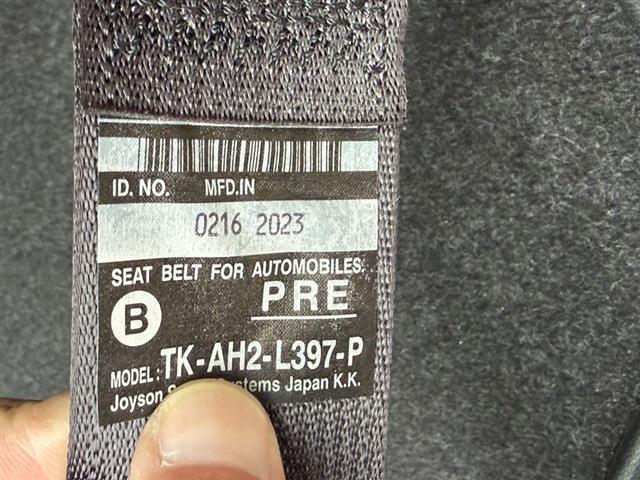 ID. NO. MFD.IN
0216 2023
SEAT BELT FOR AUTOMOBILES.
B PRE
MODEL : TK-AH2-L397-P
Joyson Japan K.K.